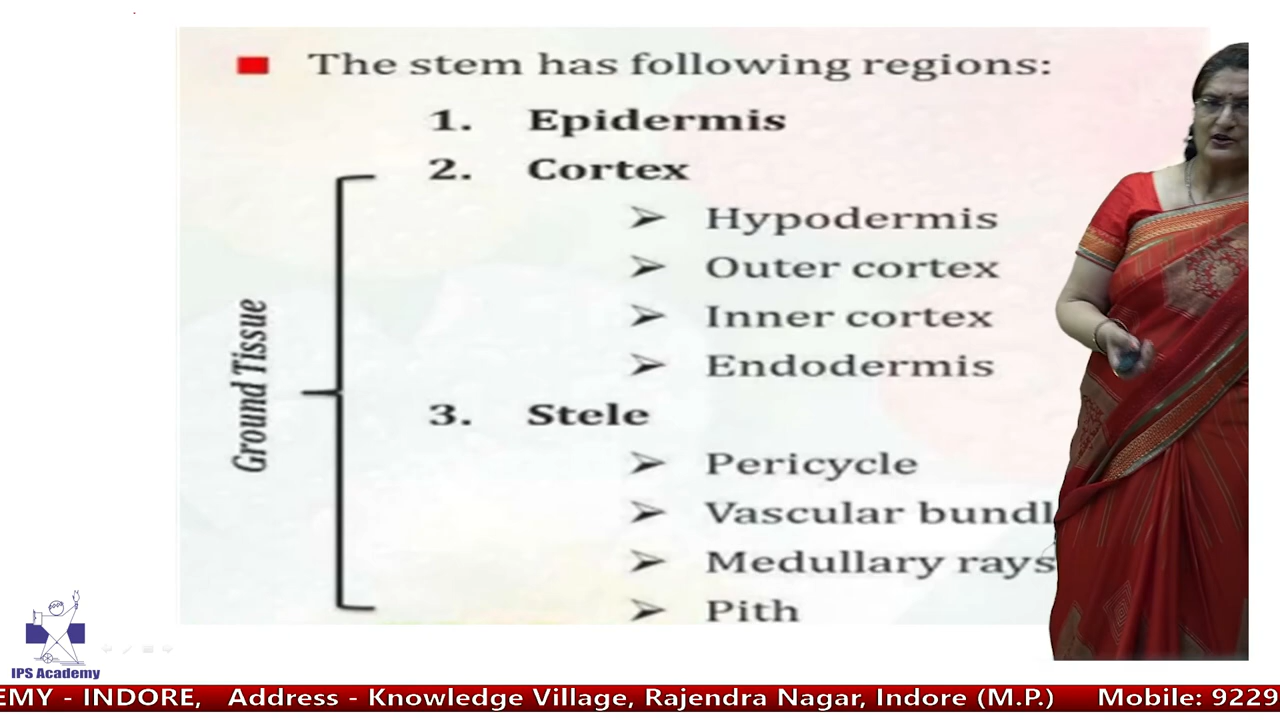 The stem has following regions:
1. Epidermis
2. Cortex
Hypodermis
Outer cortex
Inner cortex
Endodermis
3. Stele
Pericycle
Vascular bundl
Medullary rays
Pith
Ground Tissue
IPS Academy
EMY - INDORE, Address - Knowledge Village, Rajendra Nagar, Indore (M.P.) Mobile: 9229